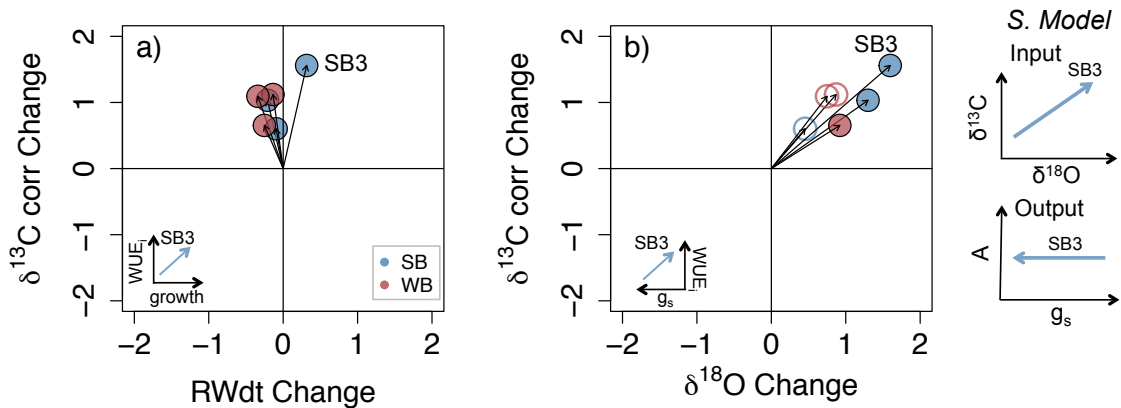 a)
SB3
δ¹³C corr Change
2
1
0
−1
−2
WUEᵢ
SB3
growth
SB
WB
−2 −1 0 1 2
RWdt Change
b)
SB3
δ¹³C corr Change
2
1
0
−1
−2
SB3
WUEᵢ
gₛ
−2 −1 0 1 2
δ¹⁸O Change
S. Model
Input
SB3
δ¹³C
δ¹⁸O
Output
SB3
A
gₛ